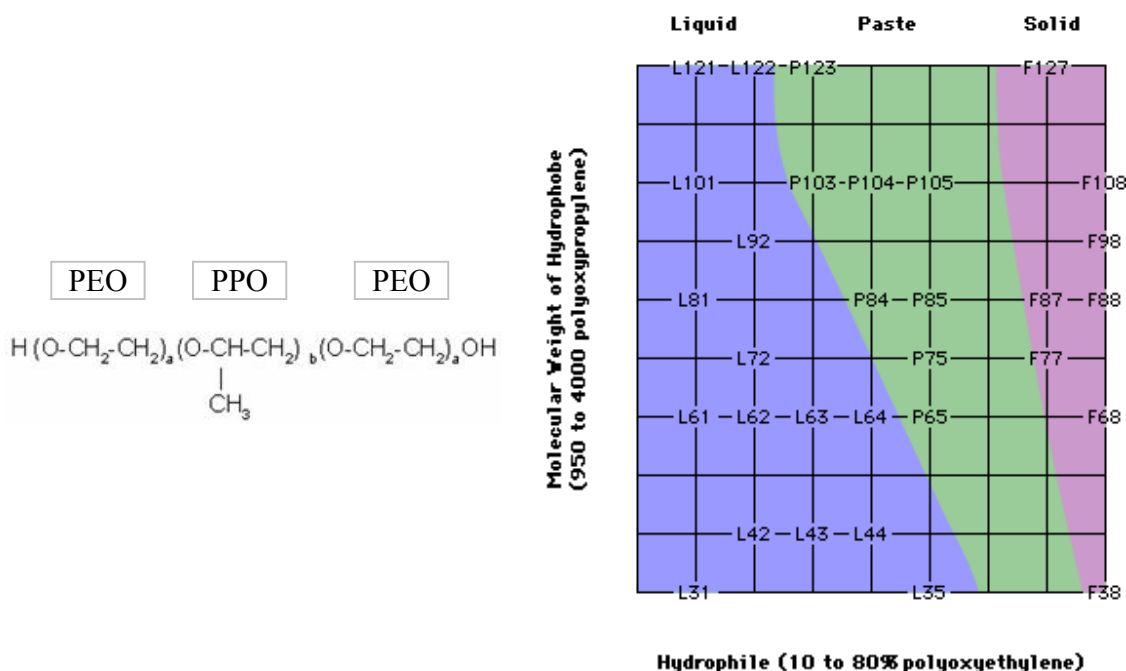 PEO PPO PEO
H(O-CH2-CH2)a(O-CH-CH2)b(O-CH2-CH2)aOH
CH3
Liquid Paste Solid
Molecular Weight of Hydrophobe
(950 to 4000 polyoxypropylene)
L121 L122 P123 F127
L101 P103 P104 P105 F108
L92 F98
L81 P84 P85 F87 F88
L72 P75 F77
L61 L62 L63 L64 P65 F68
L42 L43 L44
L31 L35 F38
Hydrophile (10 to 80% polyoxyethylene)